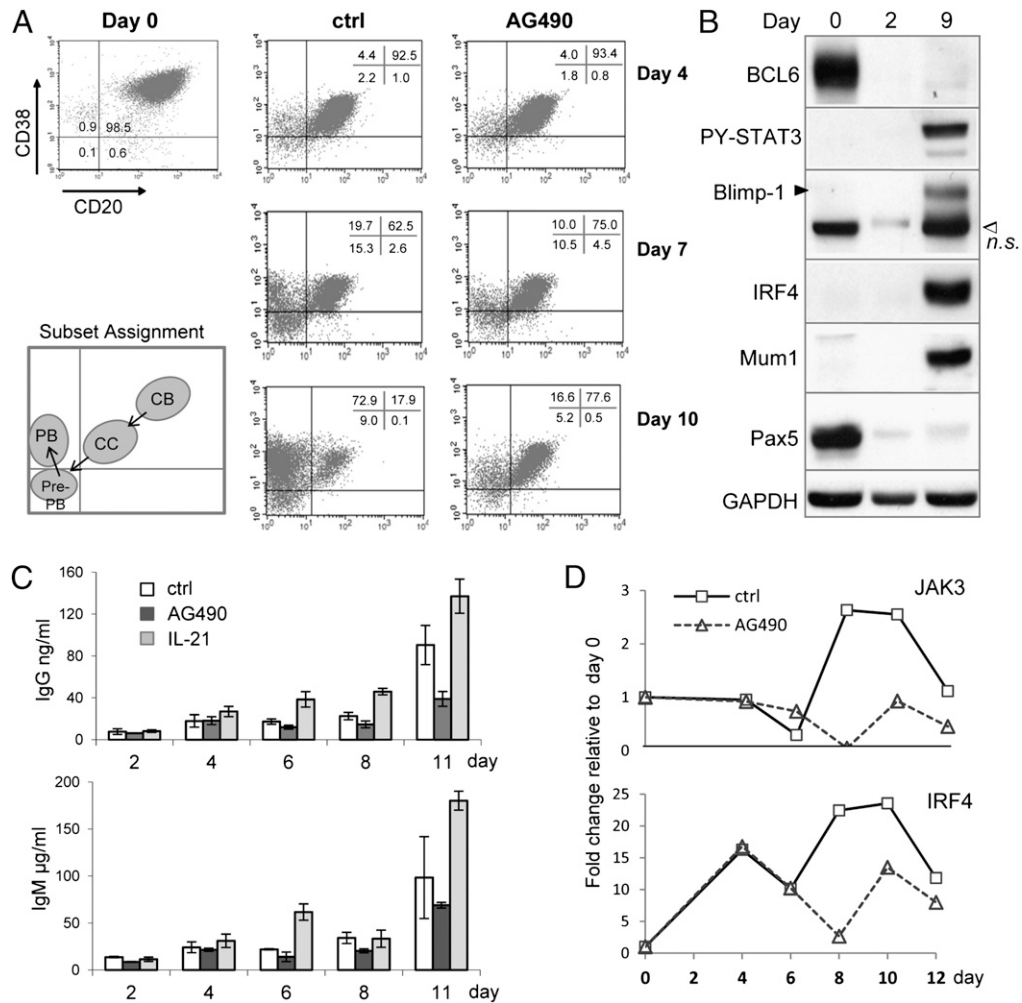 A
Day 0
ctrl
AG490
CD38
CD20
10⁰ 10¹ 10² 10³ 10⁴
0.9 98.5
0.1 0.6
4.4 92.5
2.2 1.0
4.0 93.4
1.8 0.8
Day 4
19.7 62.5
15.3 2.6
10.0 75.0
10.5 4.5
Day 7
72.9 17.9
9.0 0.1
16.6 77.6
5.2 0.5
Day 10
Subset Assignment
CB
CC
PB
Pre-
PB
B
Day 0 2 9
BCL6
PY-STAT3
Blimp-1
n.s.
IRF4
Mum1
Pax5
GAPDH
C
ctrl
AG490
IL-21
IgG ng/ml
160
120
80
40
0
2 4 6 8 11 day
IgM µg/ml
200
150
100
50
0
2 4 6 8 11 day
D
Fold change relative to day 0
JAK3
ctrl
AG490
3
2
1
0
IRF4
25
20
15
10
5
0
0 2 4 6 8 10 12 day